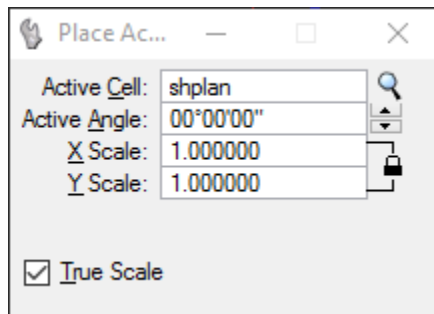 Place Ac...
Active Cell: shplan
Active Angle: 00°00'00"
X Scale: 1.000000
Y Scale: 1.000000
True Scale